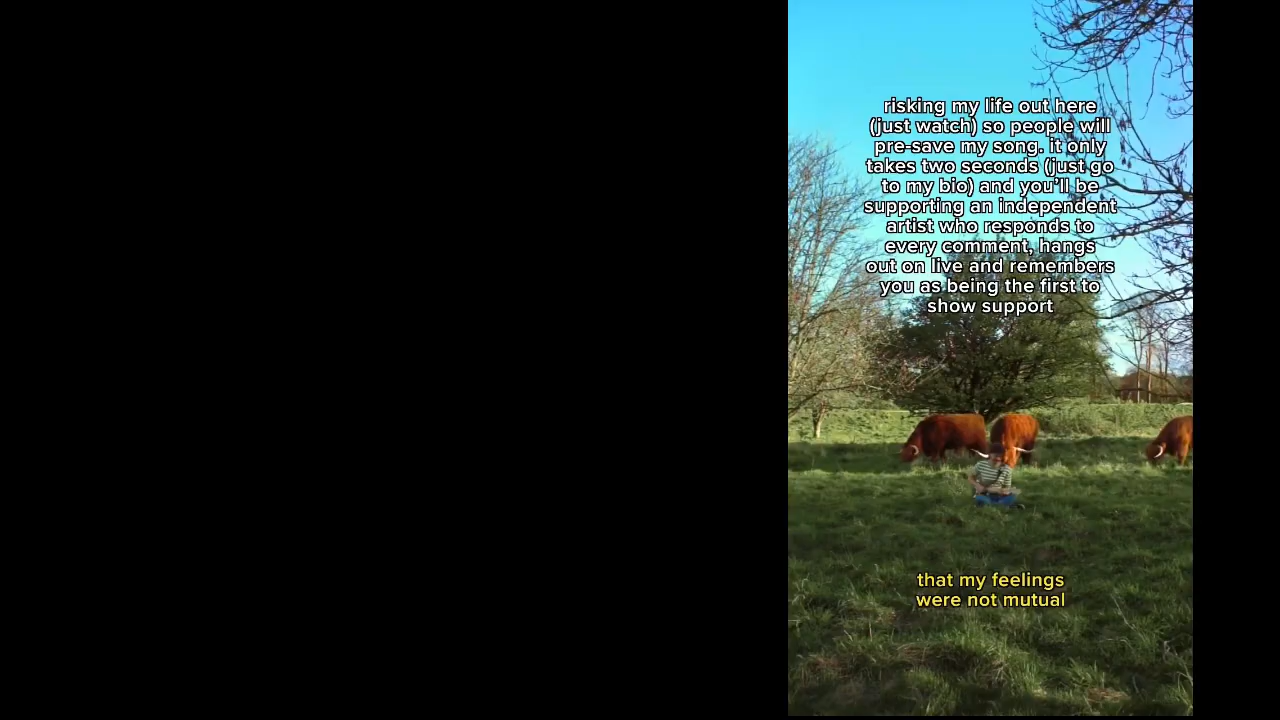 risking my life out here
(just watch) so people will
pre-save my song. it only
takes two seconds (just go
to my bio) and you'll be
supporting an independent
artist who responds to
every comment, hangs
out on live and remembers
you as being the first to
show support
that my feelings
were not mutual